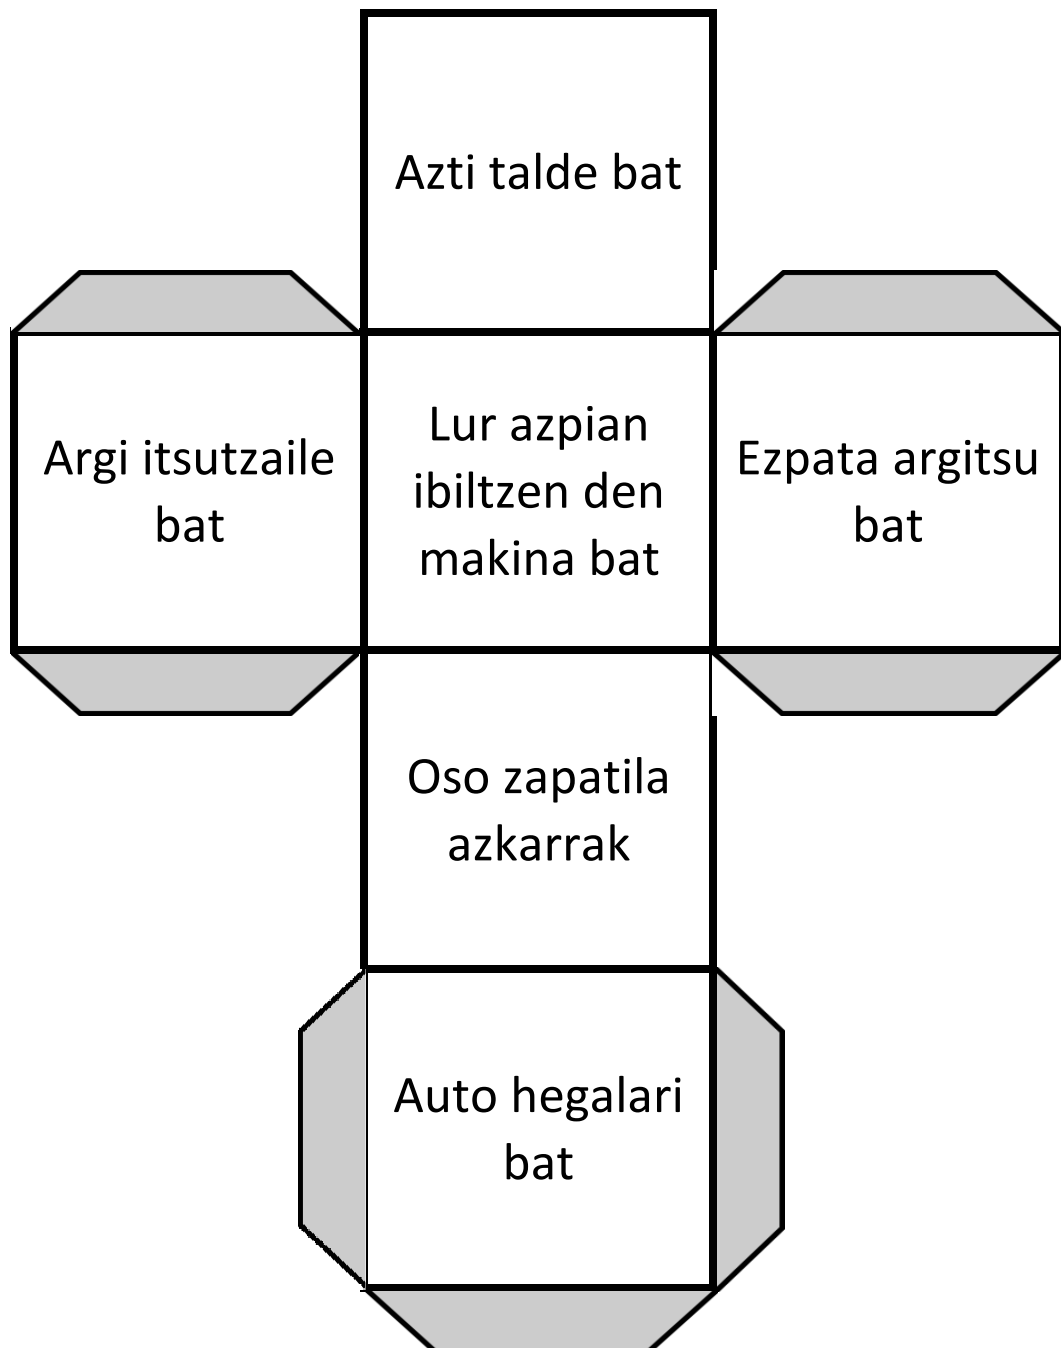 Azti talde bat
Argi itsutzaile
bat
Lur azpian
ibiltzen den
makina bat
Ezpata argitsu
bat
Oso zapatila
azkarrak
Auto hegalari
bat